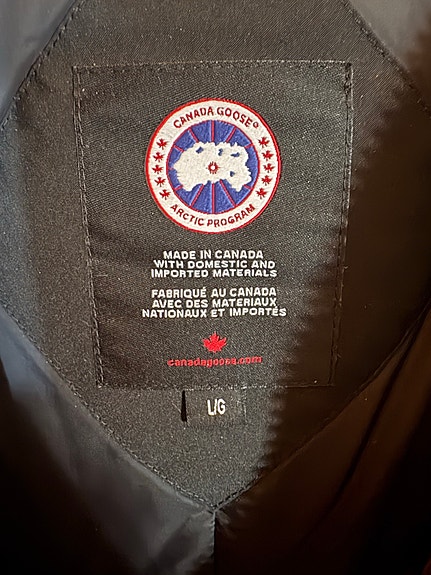 CANADA GOOSE®
ARCTIC PROGRAM
MADE IN CANADA
WITH DOMESTIC AND
IMPORTED MATERIALS
FABRIQUÉ AU CANADA
AVEC DES MATERIAUX
NATIONAUX ET IMPORTÉS
canadagoose.com
L/G